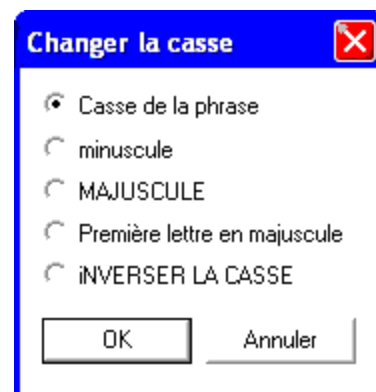 Changer la casse
Casse de la phrase
minuscule
MAJUSCULE
Première lettre en majuscule
iNVERSER LA CASSE
OK Annuler